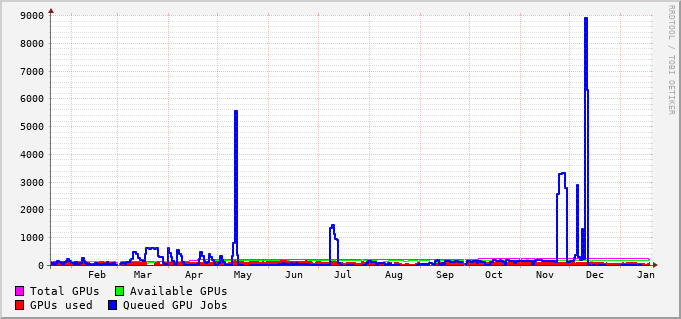 9000
8000
7000
6000
5000
4000
3000
2000
1000
0
Feb Mar Apr May Jun Jul Aug Sep Oct Nov Dec Jan
Total GPUs Available GPUs
GPUs used Queued GPU Jobs
RRDTOOL / TOBI OETIKER